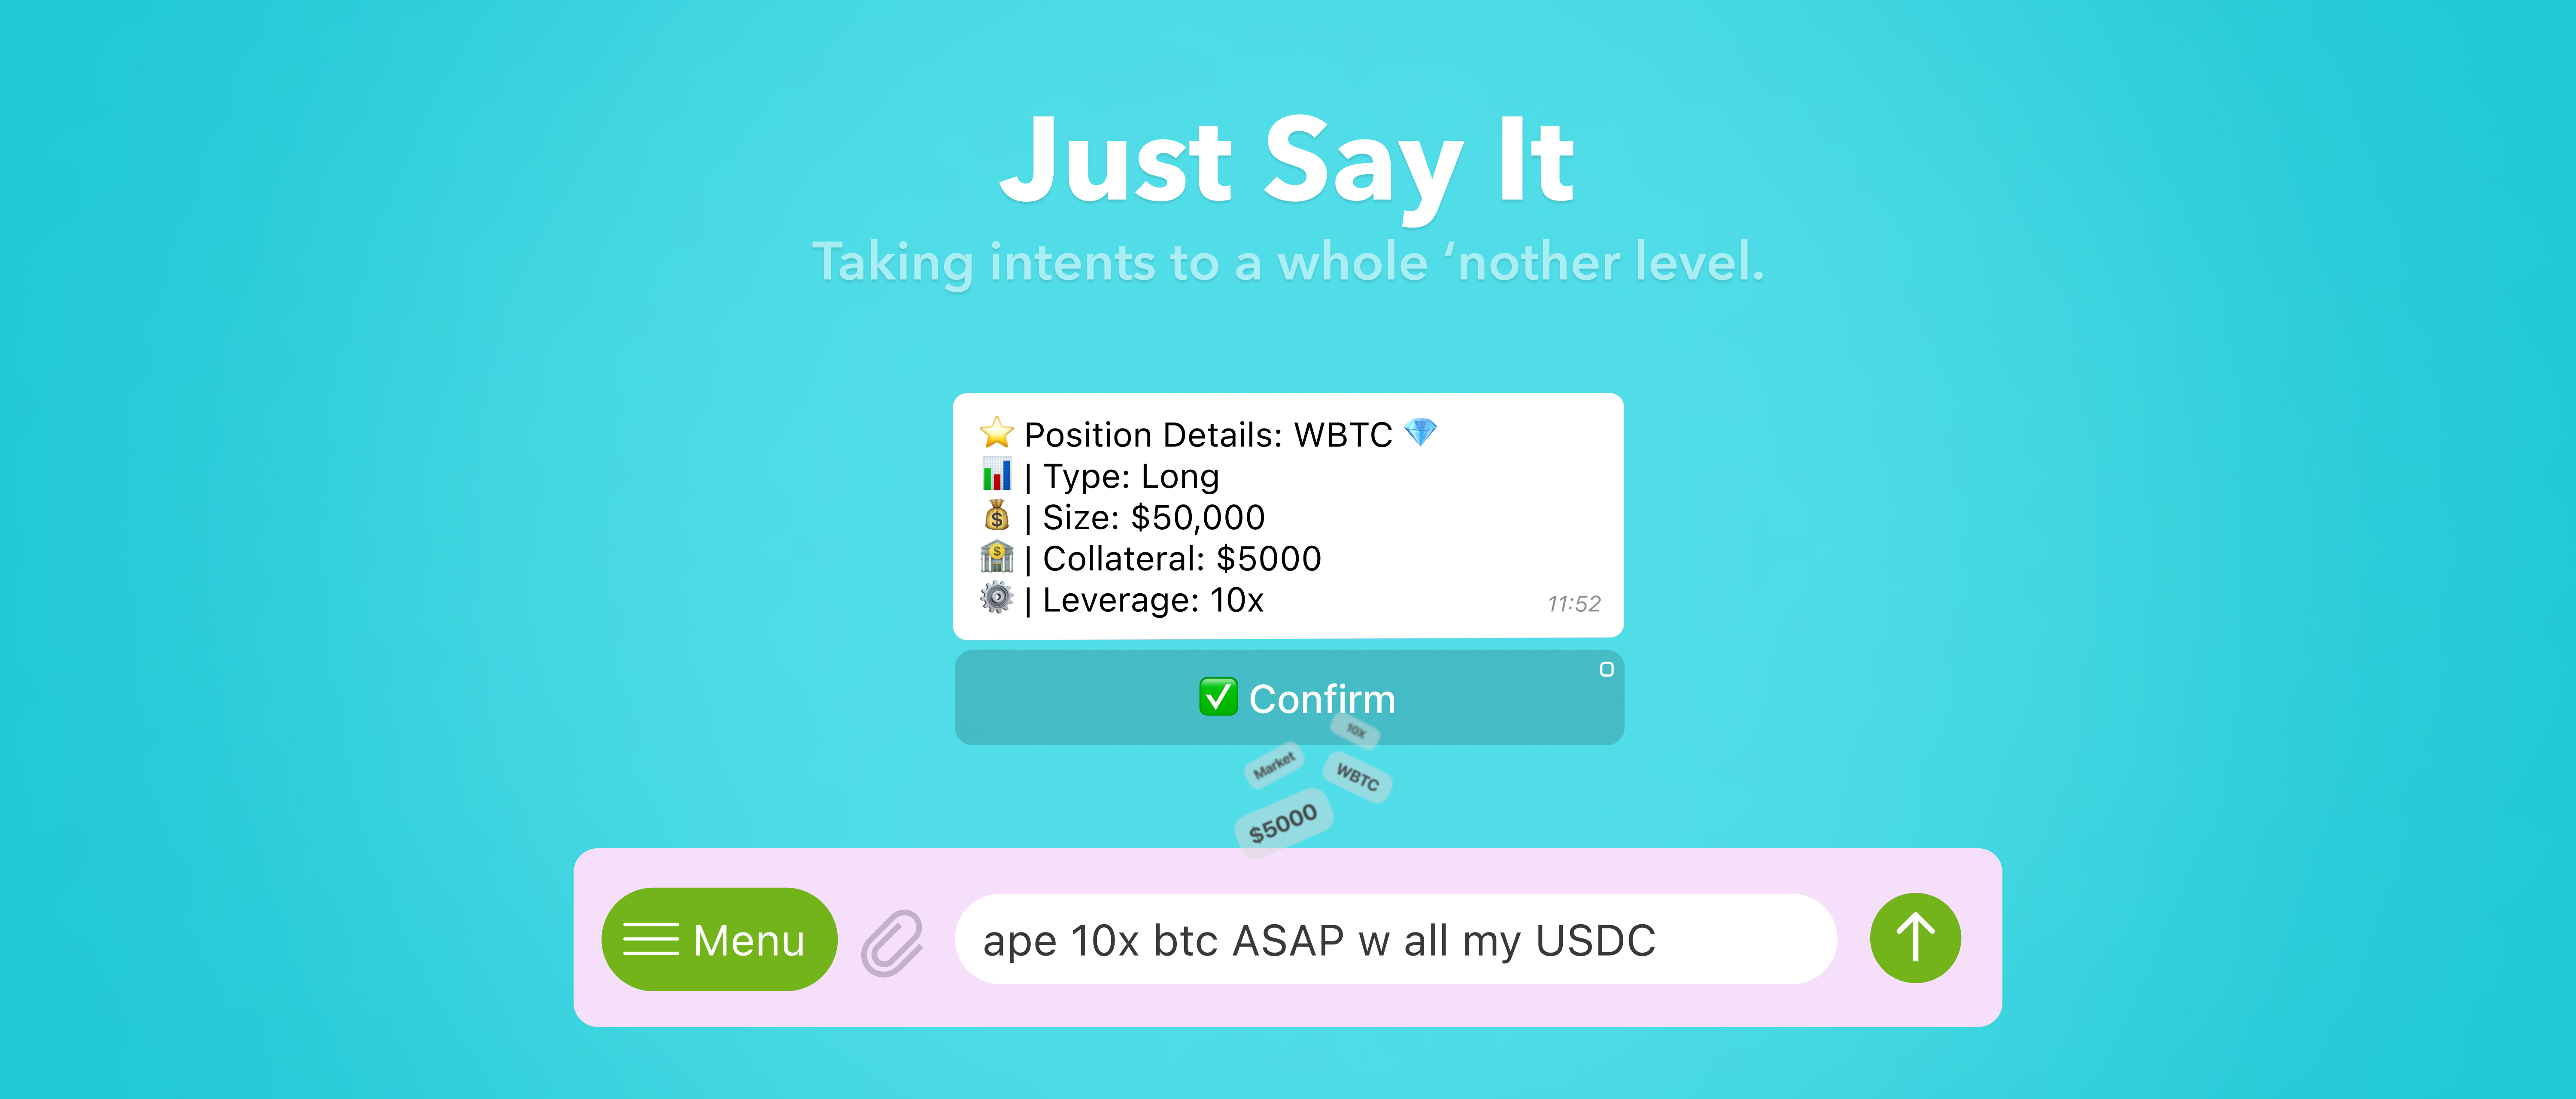 Just Say It
Taking intents to a whole ‘nother level.
⭐ Position Details: WBTC 💎
📊 | Type: Long
💰 | Size: $50,000
🏦 | Collateral: $5000
⚙️ | Leverage: 10x
11:52
✅ Confirm
10X
Market
WBTC
$5000
Menu
ape 10x btc ASAP w all my USDC